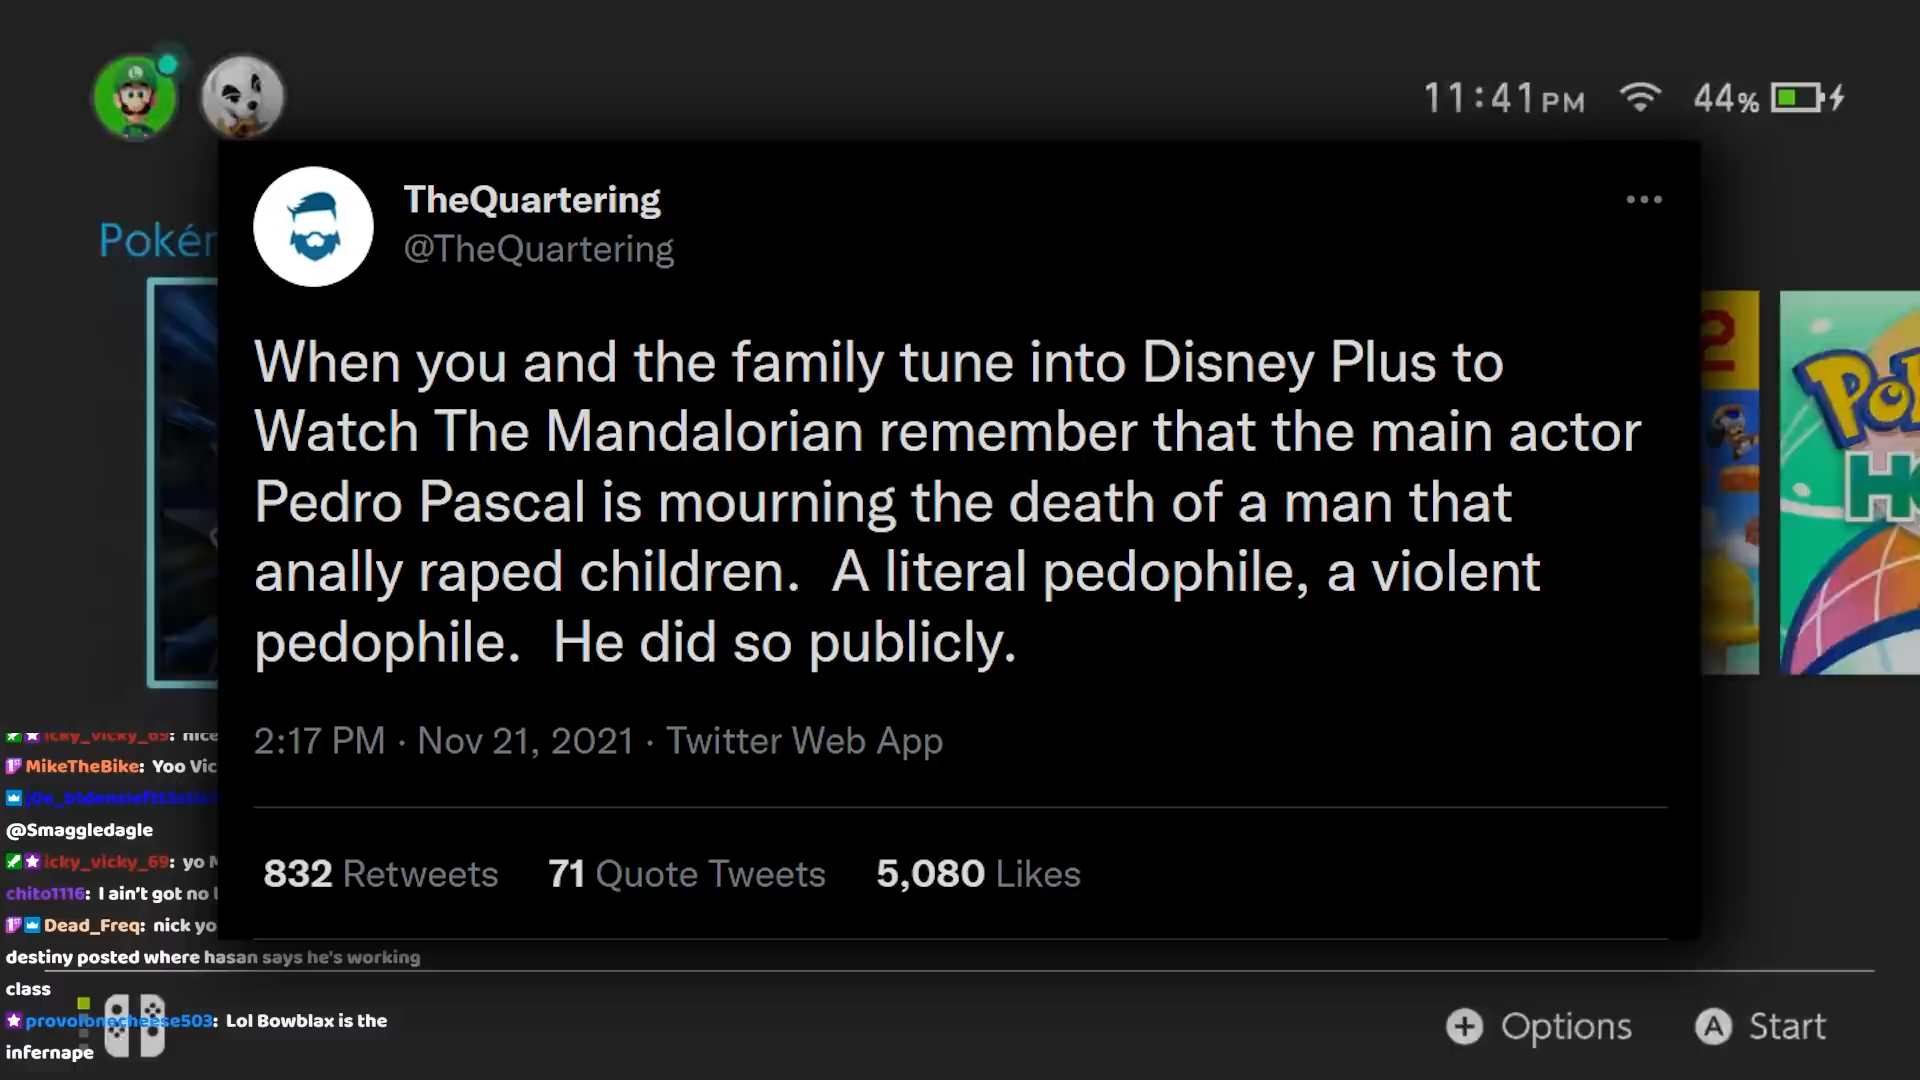 11:41PM 44%
TheQuartering
@TheQuartering
Pokér
When you and the family tune into Disney Plus to
Watch The Mandalorian remember that the main actor
Pedro Pascal is mourning the death of a man that
anally raped children. A literal pedophile, a violent
pedophile. He did so publicly.
2:17 PM · Nov 21, 2021 · Twitter Web App
832 Retweets 71 Quote Tweets 5,080 Likes
2
icky_vicky_69: nice
MikeTheBike: Yoo Vic
@Smaggledagle
icky_vicky_69: yo
chito1116: I ain't got no
Dead_Freq: nick yo
destiny posted where hasan says he's working
class
provolonecheese503: Lol Bowblax is the
infernape
+ Options A Start